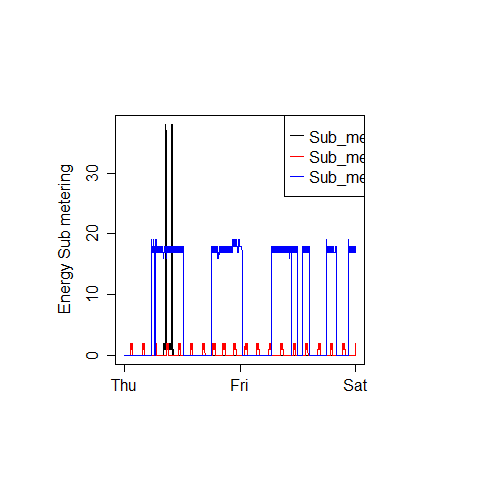 Sub_me
Sub_me
Sub_me
Energy Sub metering
30
20
10
0
Thu Fri Sat